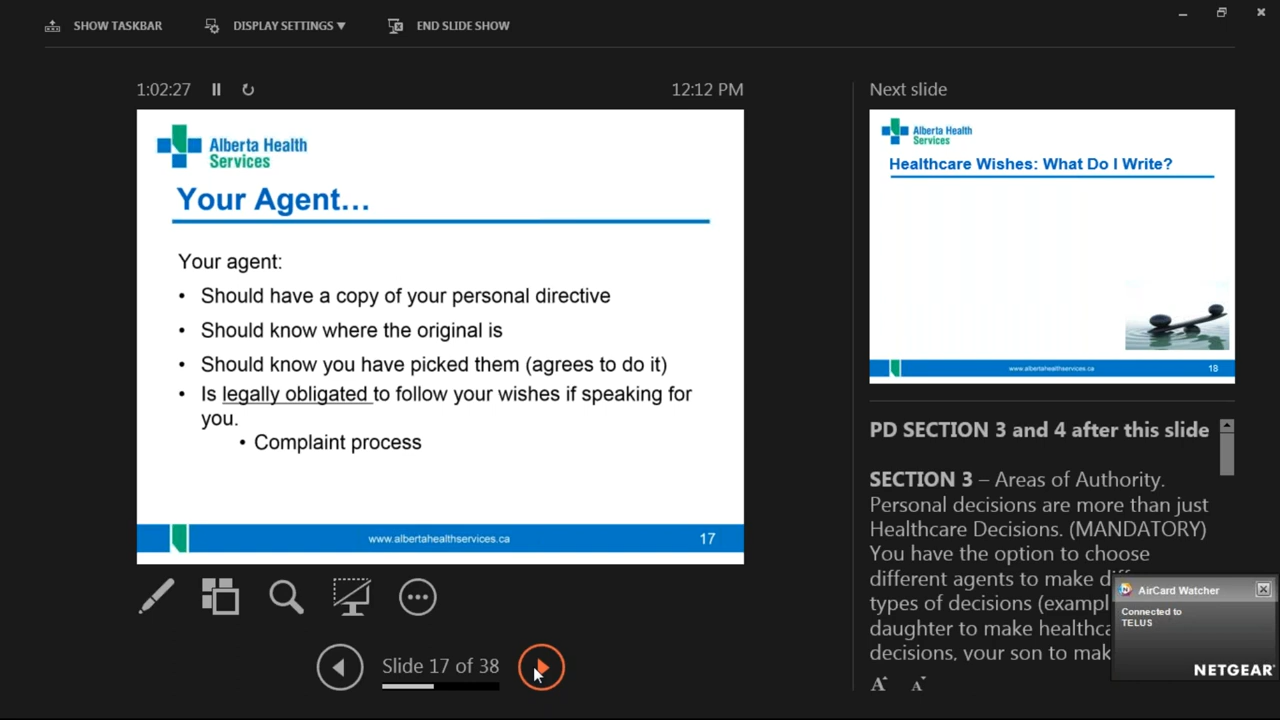 SHOW TASKBAR
DISPLAY SETTINGS
END SLIDE SHOW
1:02:27
12:12 PM
Alberta Health
Services
Your Agent…
Your agent:
• Should have a copy of your personal directive
• Should know where the original is
• Should know you have picked them (agrees to do it)
• Is legally obligated to follow your wishes if speaking for
you.
• Complaint process
www.albertahealthservices.ca
17
Slide 17 of 38
Next slide
Alberta Health
Services
Healthcare Wishes: What Do I Write?
www.albertahealthservices.ca
18
PD SECTION 3 and 4 after this slide
SECTION 3 – Areas of Authority.
Personal decisions are more than just
Healthcare Decisions. (MANDATORY)
You have the option to choose
different agents to make
types of decisions
daughter to make
decisions, your son to
A A
AirCard Watcher
Connected to
TELUS
NETGEAR